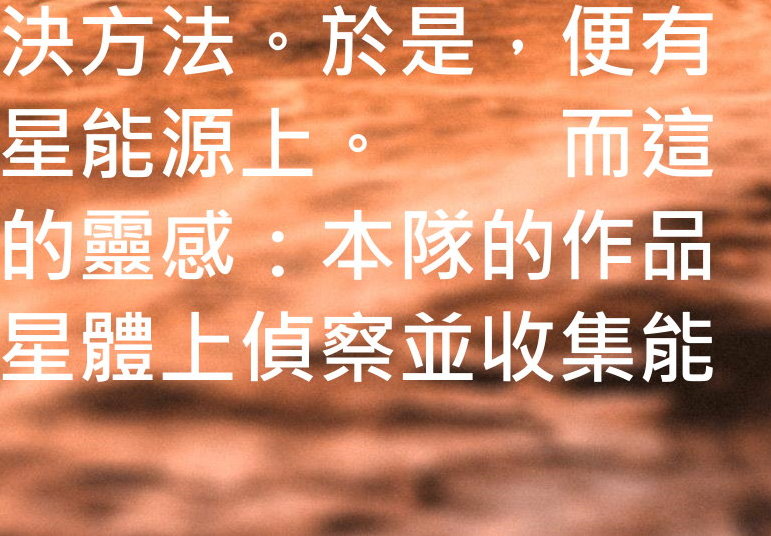 決方法。於是，便有
星能源上。　　而這
的靈感：本隊的作品
星體上偵察並收集能